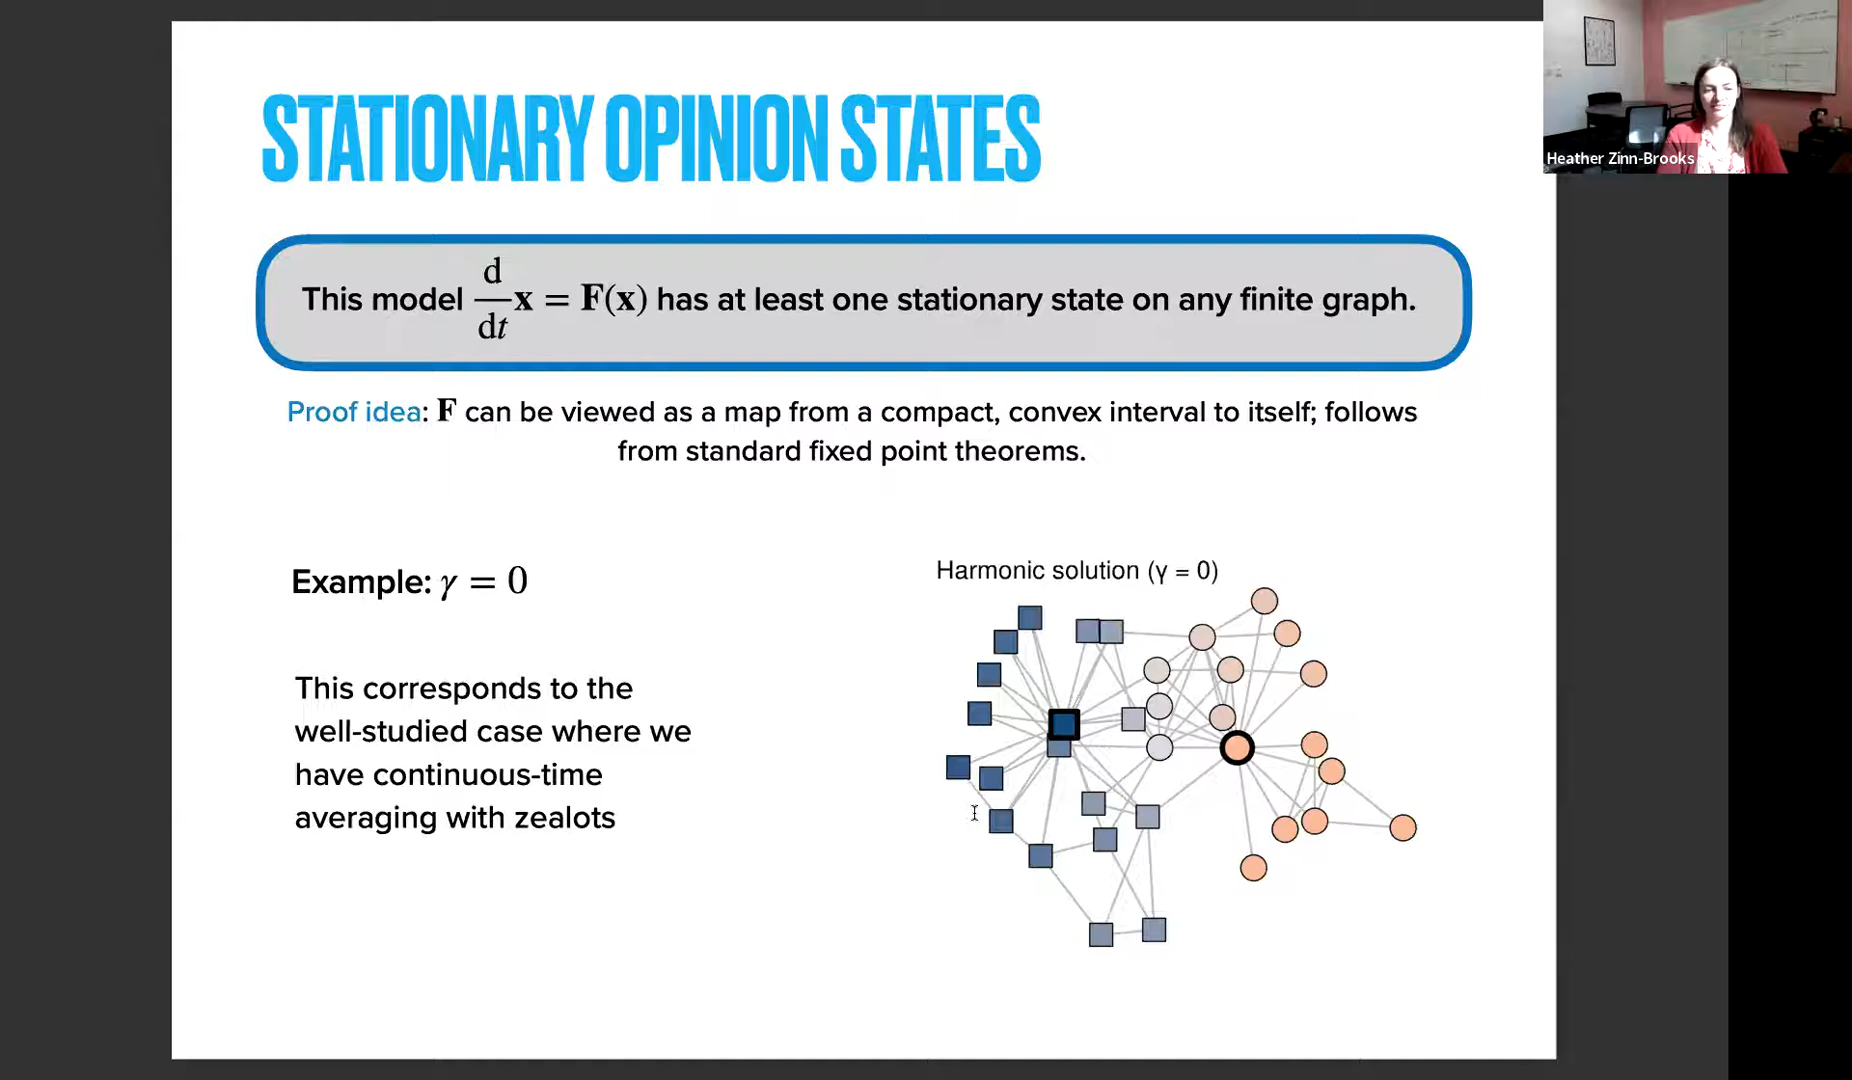 STATIONARY OPINION STATES
Heather Zinn-Brooks
This model d/dt x = F(x) has at least one stationary state on any finite graph.
Proof idea: F can be viewed as a map from a compact, convex interval to itself; follows
from standard fixed point theorems.
Example: γ = 0
This corresponds to the
well-studied case where we
have continuous-time
averaging with zealots
Harmonic solution (γ = 0)